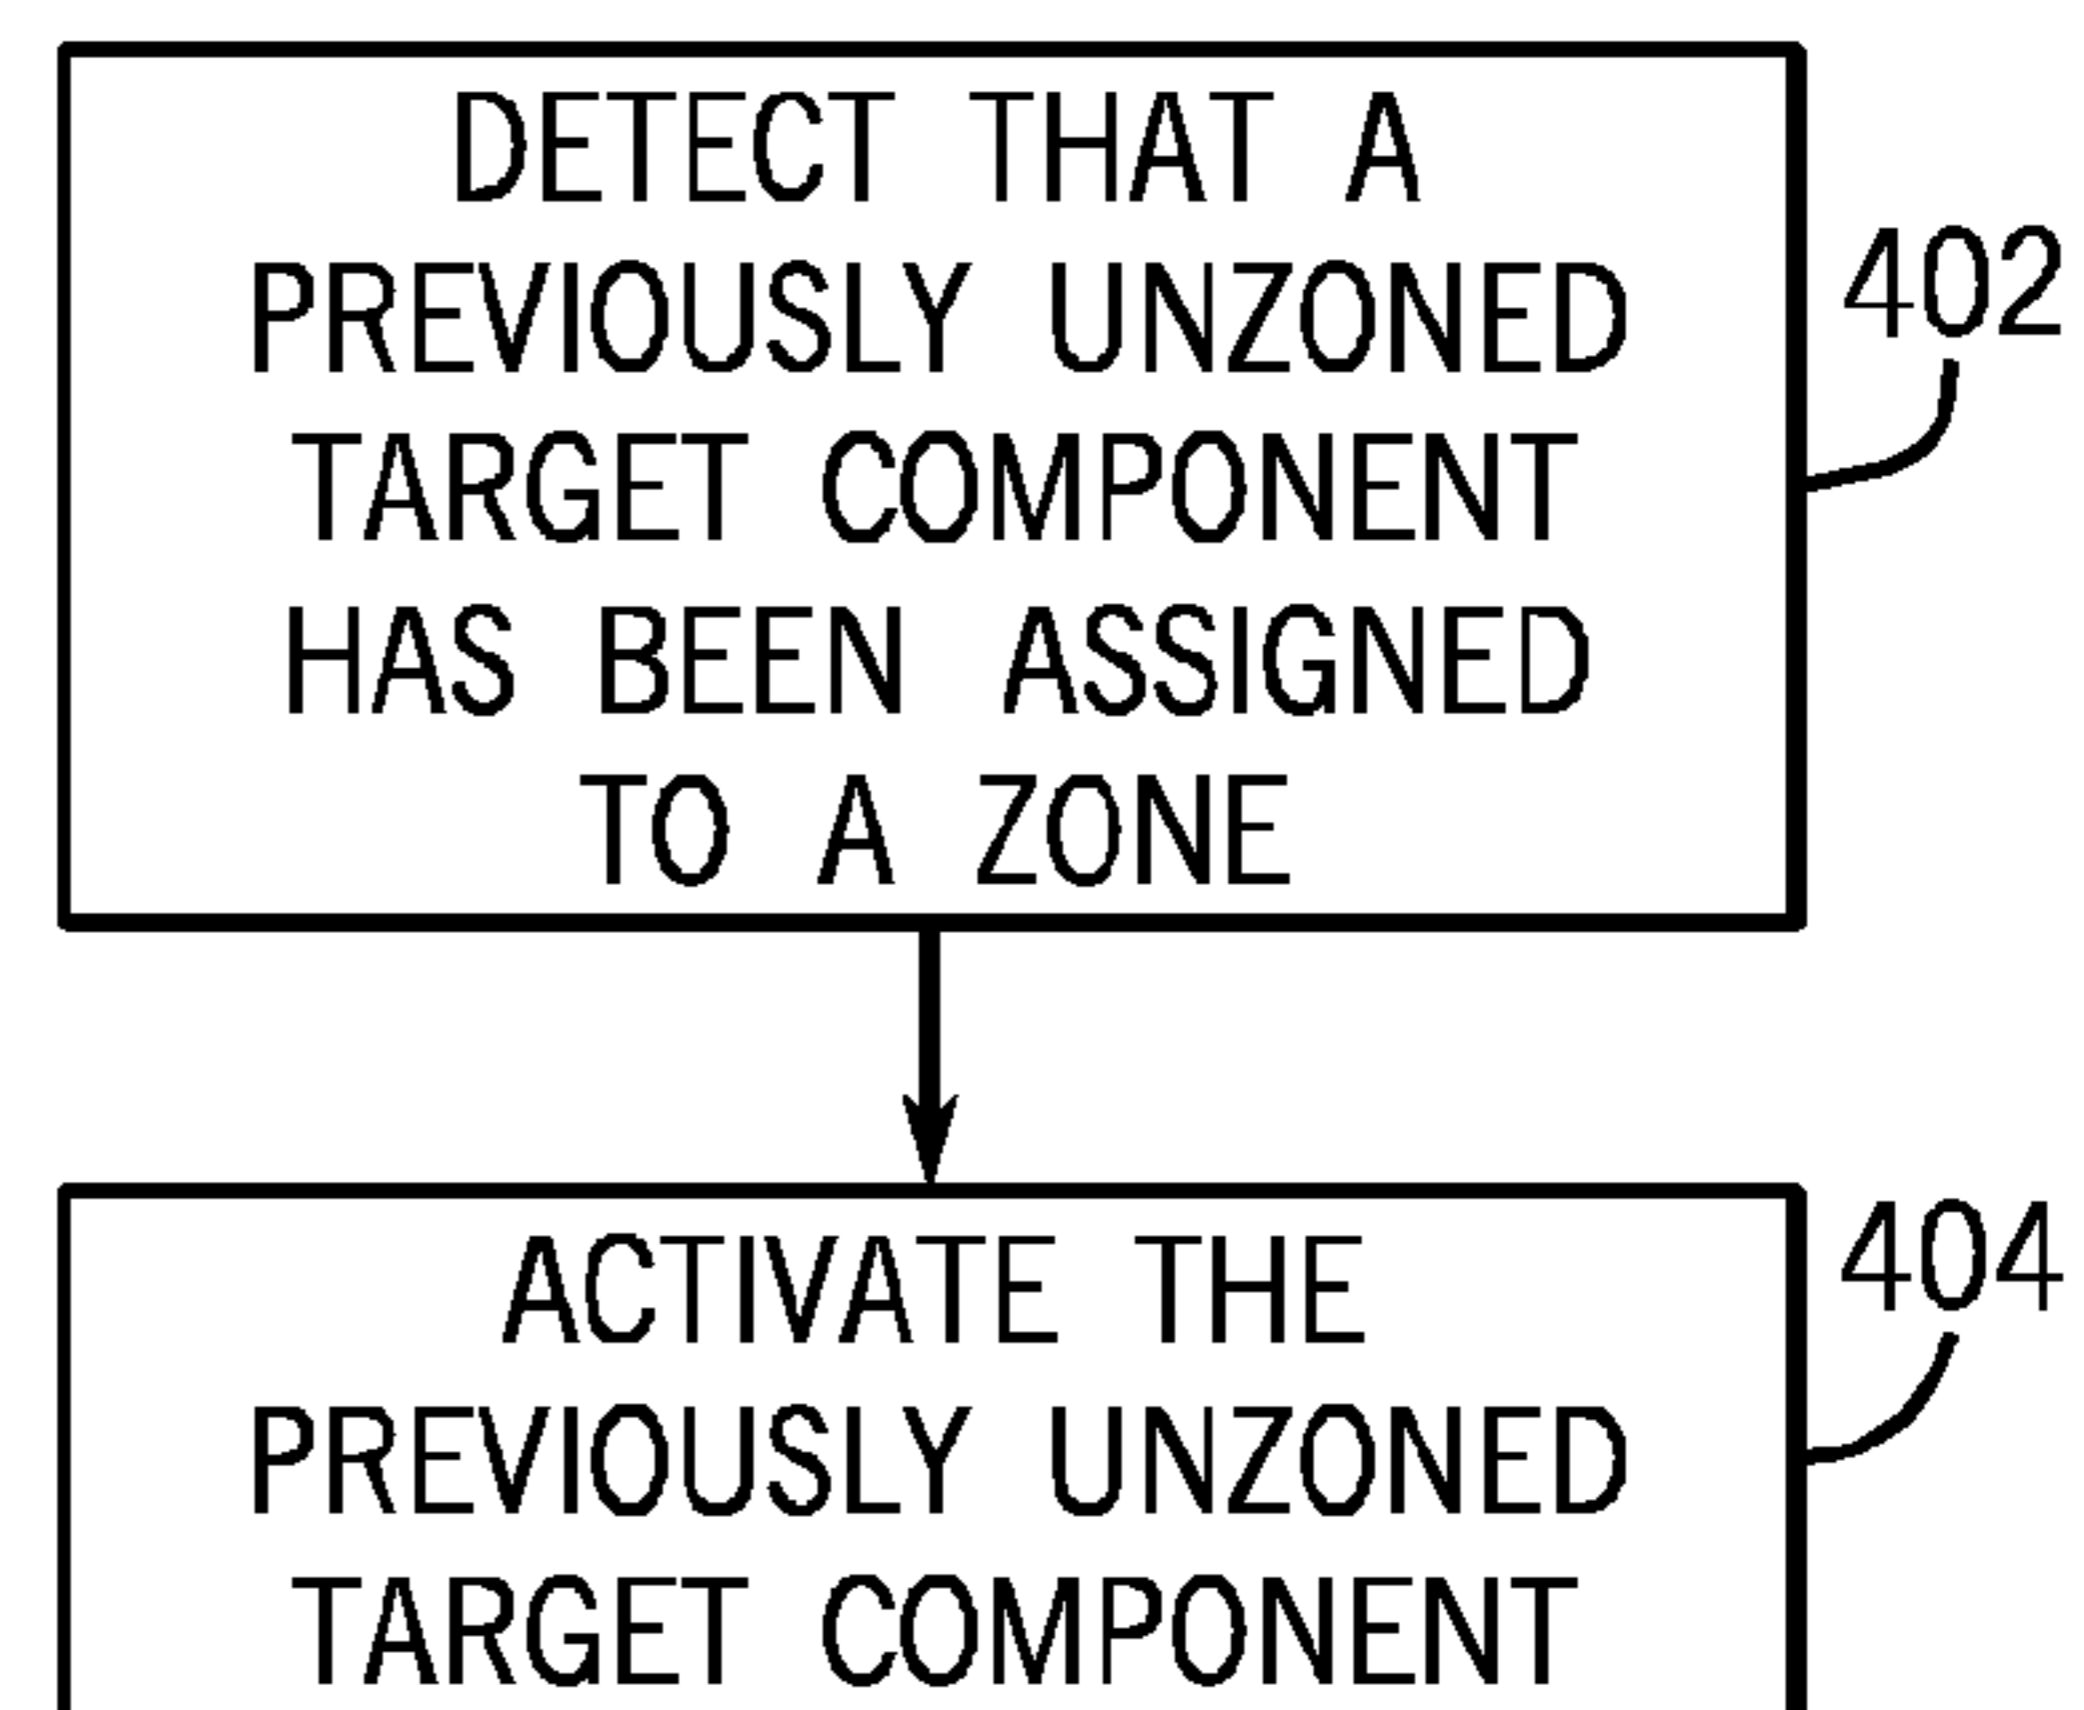 DETECT THAT A
PREVIOUSLY UNZONED
TARGET COMPONENT
HAS BEEN ASSIGNED
TO A ZONE
402
ACTIVATE THE
PREVIOUSLY UNZONED
TARGET COMPONENT
404